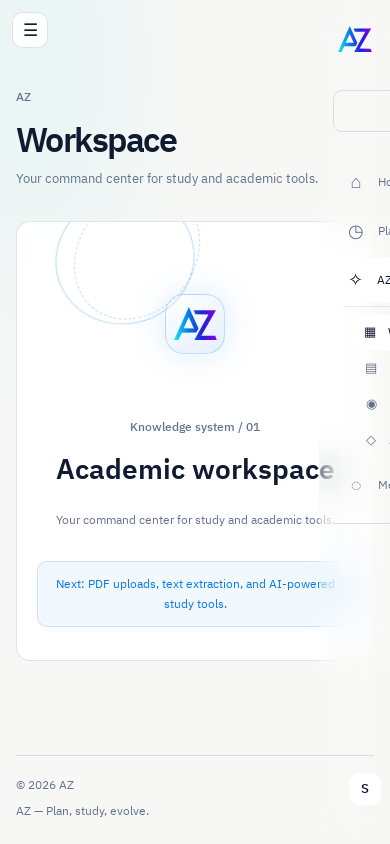 AZ
AZ
Workspace
Your command center for study and academic tools.
AZ
Knowledge system / 01
Academic workspace
Your command center for study and academic tools.
Next: PDF uploads, text extraction, and AI-powered
study tools.
Ho
Pla
AZ
Me
© 2026 AZ
AZ — Plan, study, evolve.
S